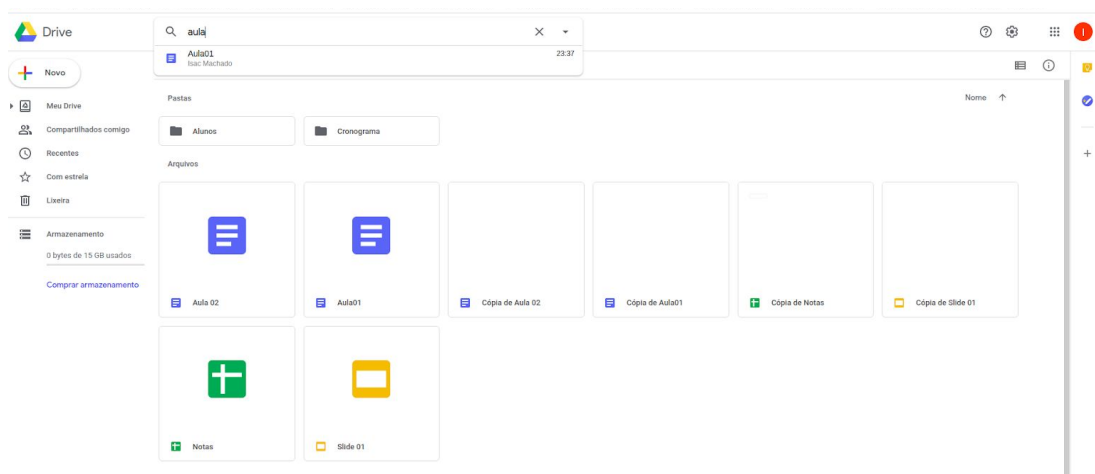 Drive
aula
Aula01
23:37
Isac Machado
Novo
Meu Drive
Compartilhados comigo
Recentes
Com estrela
Lixeira
Armazenamento
0 bytes de 15 GB usados
Comprar armazenamento
Pastas
Nome
Alunos
Cronograma
Arquivos
Aula 02
Aula01
Cópia de Aula 02
Cópia de Aula01
Cópia de Notas
Cópia de Slide 01
Notas
Slide 01
I